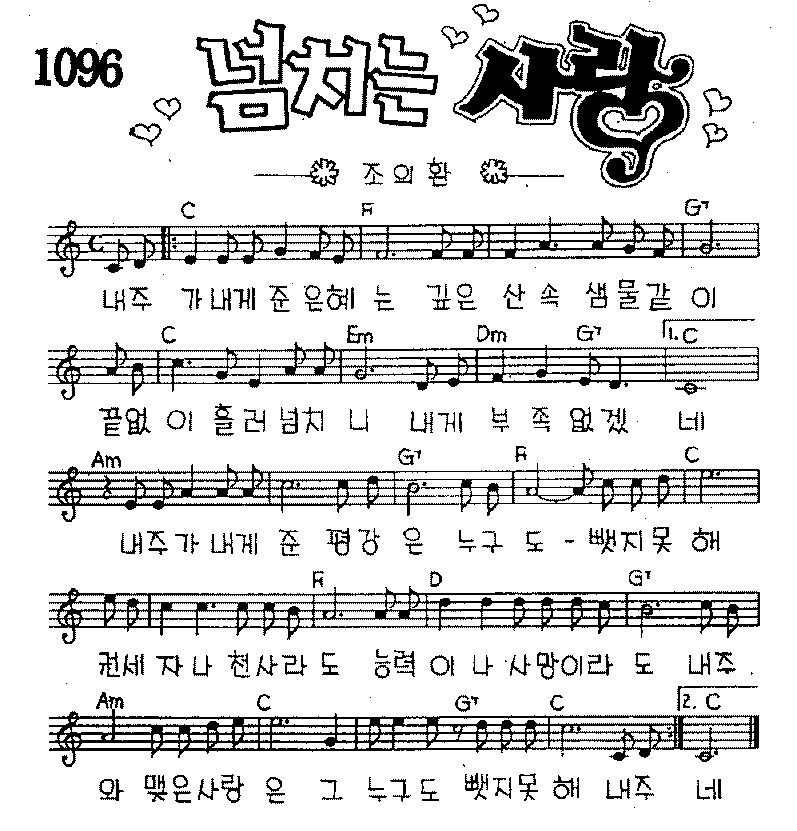 1096 넘치는 사랑
조의환
C F G7
내주 가내게 준은혜 는 깊은 산속 샘물같이
C Em Dm G7 1. C
끝없 이흘러넘치 니 내게 부족없겠 네
Am G7 F C
내주가내게 준 평강 은 누구 도 - 뺏지못 해
F D G7
권세 자나 천사라 도 능력 이나 사망이라 도 내주
Am C G7 C 2. C
와 맺은사랑 은 그 누구도 뺏지못 해 내주 네